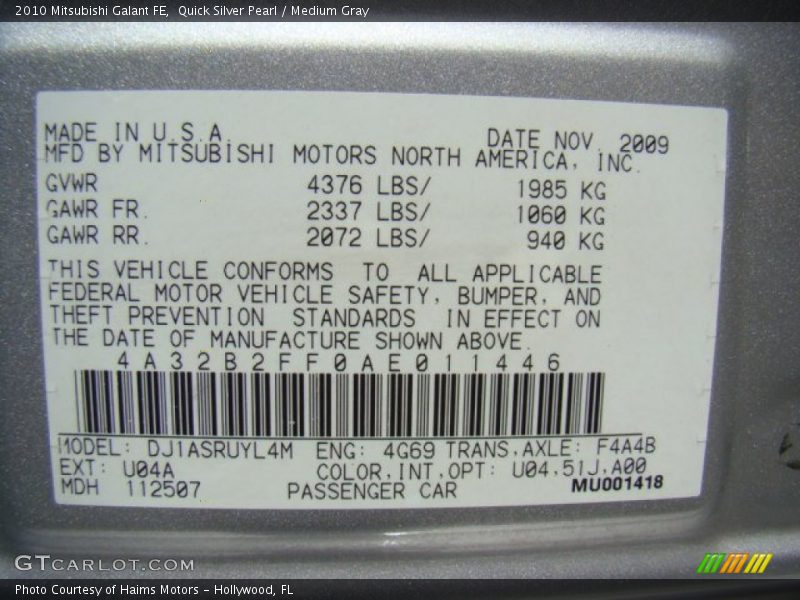 2010 Mitsubishi Galant FE,  Quick Silver Pearl / Medium Gray
MADE IN U.S.A. DATE NOV. 2009
MFD BY MITSUBISHI MOTORS NORTH AMERICA, INC.
GVWR 4376 LBS/ 1985 KG
GAWR FR. 2337 LBS/ 1060 KG
GAWR RR. 2072 LBS/ 940 KG
THIS VEHICLE CONFORMS TO ALL APPLICABLE
FEDERAL MOTOR VEHICLE SAFETY, BUMPER, AND
THEFT PREVENTION STANDARDS IN EFFECT ON
THE DATE OF MANUFACTURE SHOWN ABOVE.
4A32B2FF0AE011446
MODEL: DJ1ASRUYL4M ENG: 4G69 TRANS.AXLE: F4A4B
EXT: U04A COLOR.INT.OPT: U04.51J.A00
MDH 112507 PASSENGER CAR MU001418
GTCARLOT.COM
Photo Courtesy of Haims Motors – Hollywood, FL